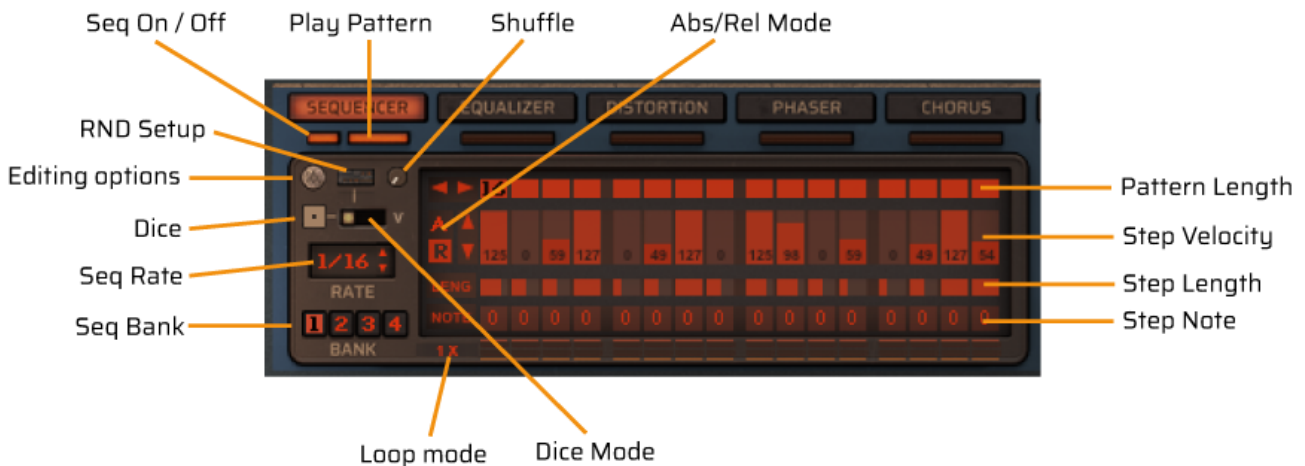 Seq On / Off Play Pattern Shuffle Abs/Rel Mode
SEQUENCER EQUALIZER DISTORTION PHASER CHORUS
RND Setup
Editing options
16
Pattern Length
Dice
V
A
Step Velocity
R 125 0 59 127 0 49 127 0 125 98 0 59 0 49 127 54
Seq Rate
1/16
RATE
LENG
Step Length
Seq Bank
1 2 3 4
BANK
NOTE 0 0 0 0 0 0 0 0 0 0 0 0 0 0 0 0
Step Note
1X
Loop mode Dice Mode